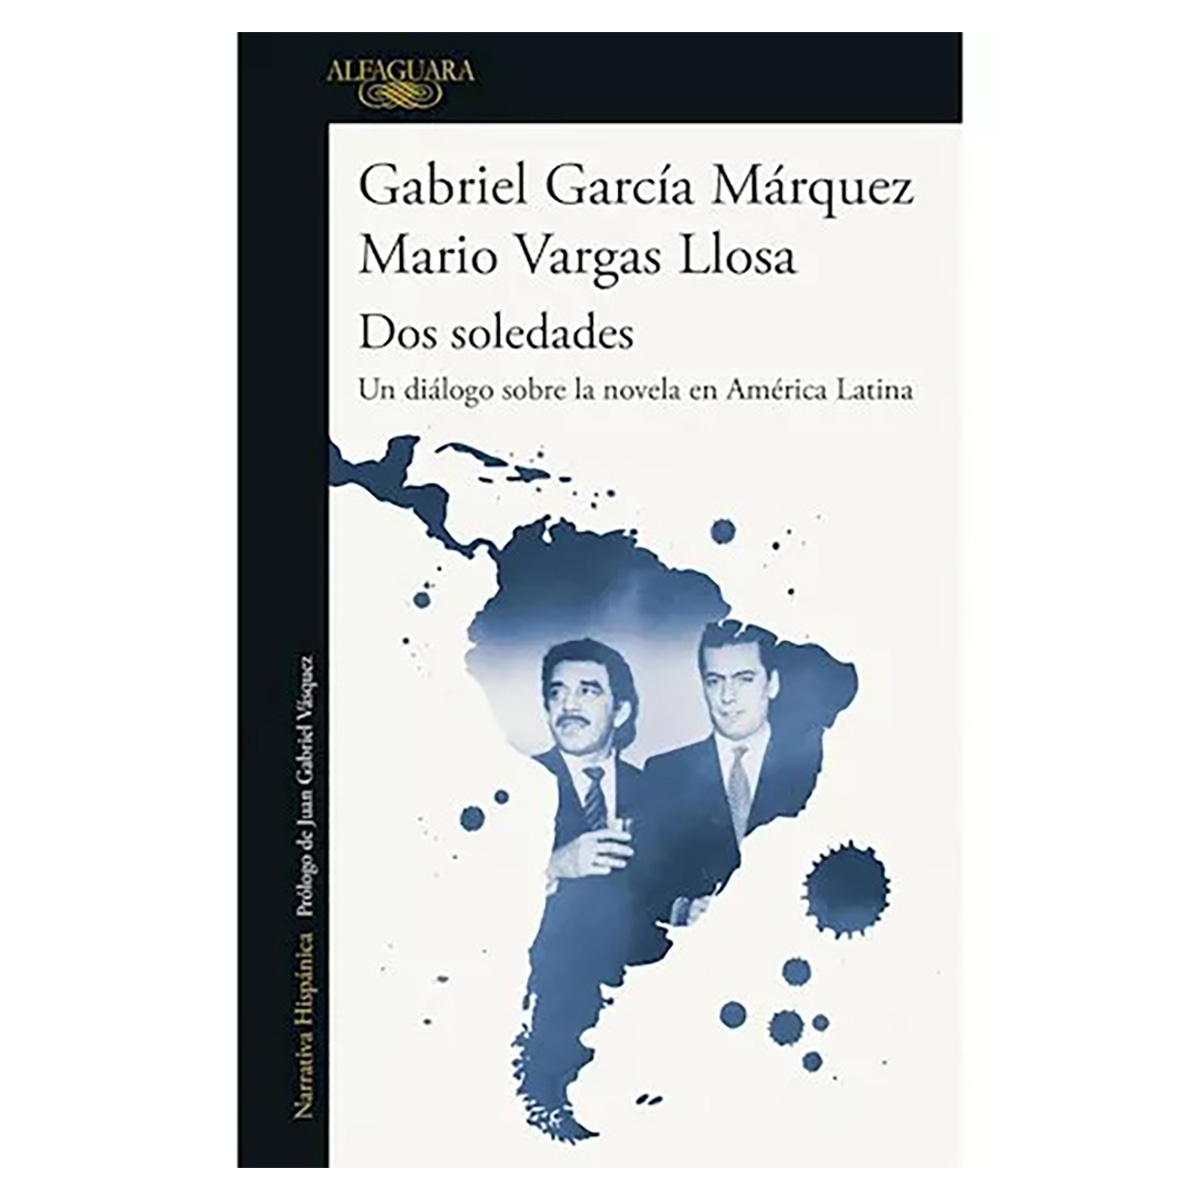 ALFAGUARA
Gabriel García Márquez
Mario Vargas Llosa
Dos soledades
Un diálogo sobre la novela en América Latina
Narrativa Hispánica Prólogo de Juan Gabriel Vásquez